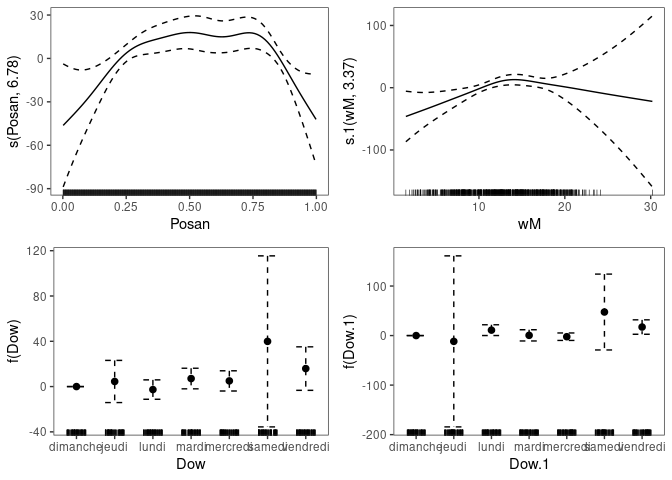 30
0
-30
-60
-90
s(Posan, 6.78)
0.00 0.25 0.50 0.75 1.00
Posan
100
0
-100
s.1(wM, 3.37)
10 20 30
wM
120
80
40
0
-40
f(Dow)
dimanche jeudi lundi mardi mercredi samedi vendredi
Dow
100
0
-100
-200
f(Dow.1)
dimanche jeudi lundi mardi mercredi samedi vendredi
Dow.1